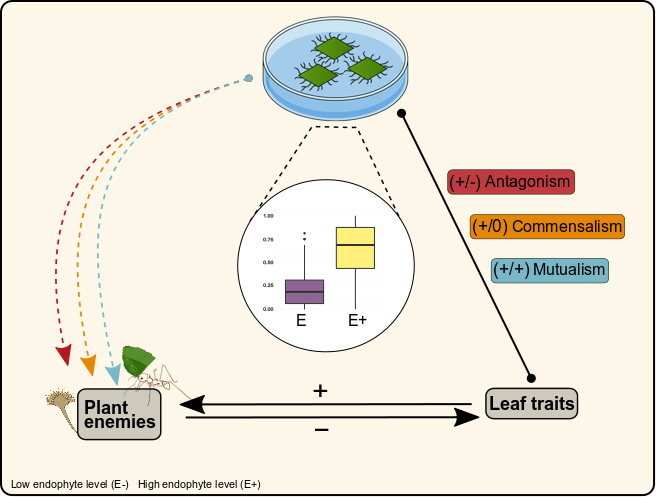 (+/-) Antagonism
(+/0) Commensalism
(+/+) Mutualism
1.00
0.75
0.50
0.25
0.00
E
E+
+
−
Plant
enemies
Leaf traits
Low endophyte level (E-) High endophyte level (E+)